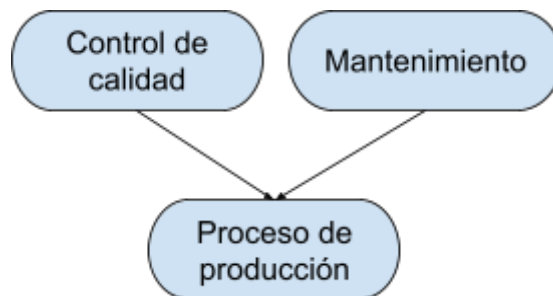 Control de
calidad
Mantenimiento
Proceso de
producción